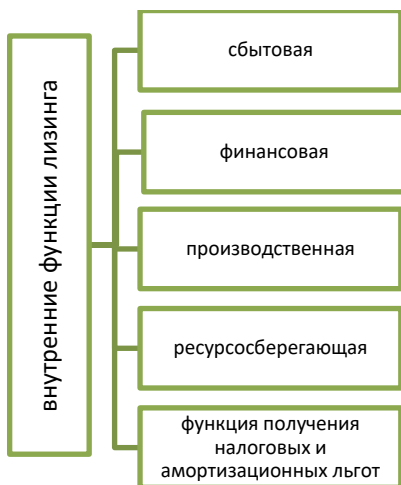 внутренние функции лизинга
сбытовая
финансовая
производственная
ресурсосберегающая
функция получения
налоговых и
амортизационных льгот